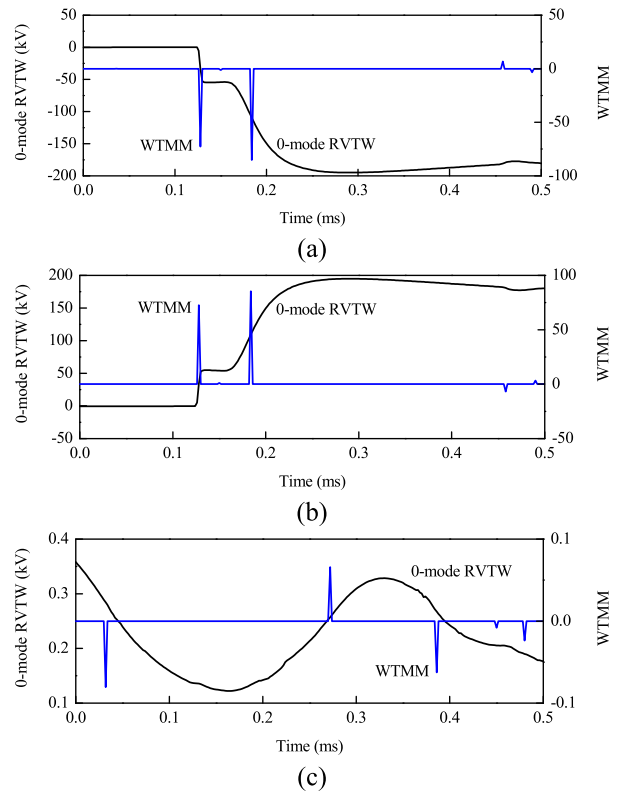 0-mode RVTW (kV)
50
0
-50
-100
-150
-200
WTMM
0-mode RVTW
50
0
-50
-100
WTMM
0.0 0.1 0.2 0.3 0.4 0.5
Time (ms)
(a)
0-mode RVTW (kV)
200
150
100
50
0
-50
WTMM
0-mode RVTW
100
50
0
-50
WTMM
0.0 0.1 0.2 0.3 0.4 0.5
Time (ms)
(b)
0-mode RVTW (kV)
0.4
0.3
0.2
0.1
0-mode RVTW
WTMM
0.1
0.0
-0.1
WTMM
0.0 0.1 0.2 0.3 0.4 0.5
Time (ms)
(c)